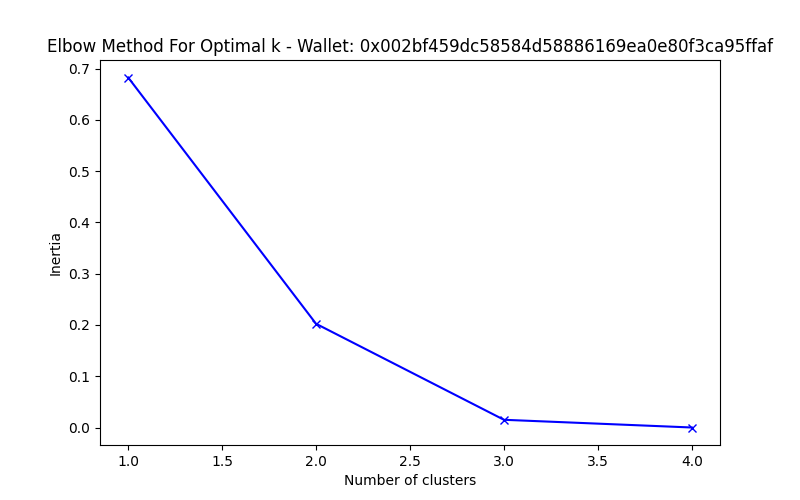 Elbow Method For Optimal k - Wallet: 0x002bf459dc58584d58886169ea0e80f3ca95ffaf
0.7
0.6
0.5
0.4
0.3
0.2
0.1
0.0
Inertia
1.0 1.5 2.0 2.5 3.0 3.5 4.0
Number of clusters